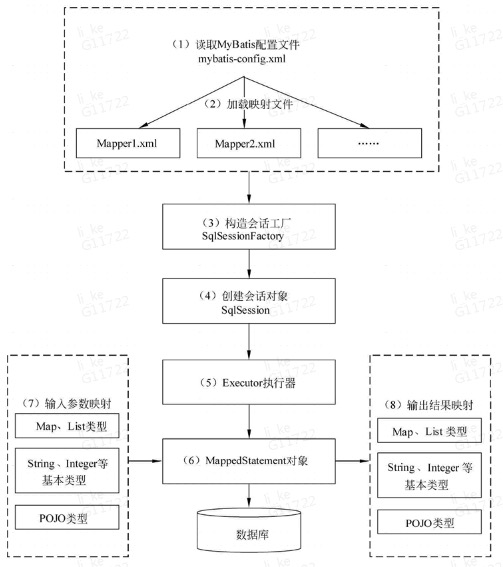 （1）读取MyBatis配置文件
mybatis-config.xml
（2）加载映射文件
Mapper1.xml
Mapper2.xml
……
（3）构造会话工厂
SqlSessionFactory
（4）创建会话对象
SqlSession
（5）Executor执行器
（6）MappedStatement对象
数据库
（7）输入参数映射
Map、List类型
String、Integer等
基本类型
POJO类型
（8）输出结果映射
Map、List 类型
String、Integer 等
基本类型
POJO类型
li_ke
G11722